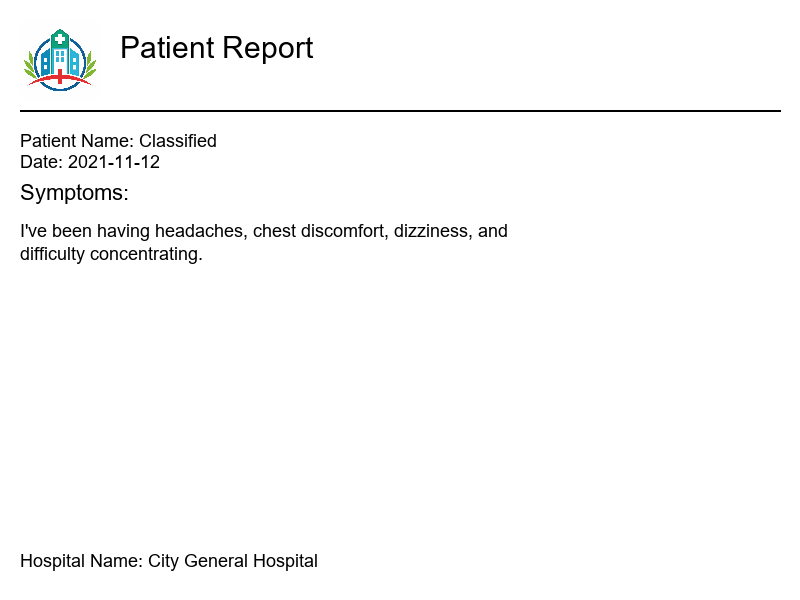 Patient Report
Patient Name: Classified
Date: 2021-11-12
Symptoms:
I've been having headaches, chest discomfort, dizziness, and
difficulty concentrating.
Hospital Name: City General Hospital